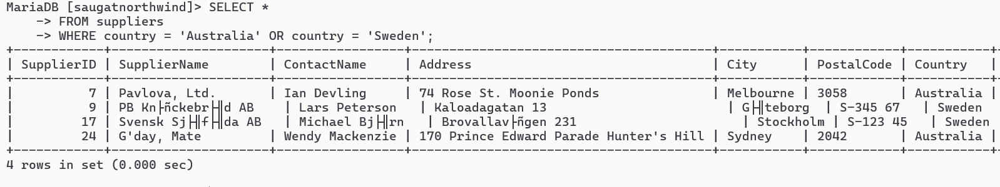 MariaDB [saugatnorthwind]> SELECT *
    -> FROM suppliers
    -> WHERE country = 'Australia' OR country = 'Sweden';
+------------+---------------------+----------------+----------------------------------------+-----------+------------+-----------+-
| SupplierID | SupplierName        | ContactName    | Address                                | City      | PostalCode | Country   |
+------------+---------------------+----------------+----------------------------------------+-----------+------------+-----------+-
|          7 | Pavlova, Ltd.       | Ian Devling    | 74 Rose St. Moonie Ponds                 | Melbourne | 3058       | Australia |
|          9 | PB Kn├ñckebr├╢d AB    | Lars Peterson   | Kaloadagatan 13                        | G├╢teborg  | S-345 67   | Sweden
|         17 | Svensk Sj├╢f├╢da AB   | Michael Bj├╢rn   | Brovallav├ñgen 231                      | Stockholm | S-123 45   | Sweden
|         24 | G'day, Mate         | Wendy Mackenzie | 170 Prince Edward Parade Hunter's Hill | Sydney    | 2042       | Australia |
+------------+---------------------+----------------+----------------------------------------+-----------+------------+-----------+-
4 rows in set (0.000 sec)